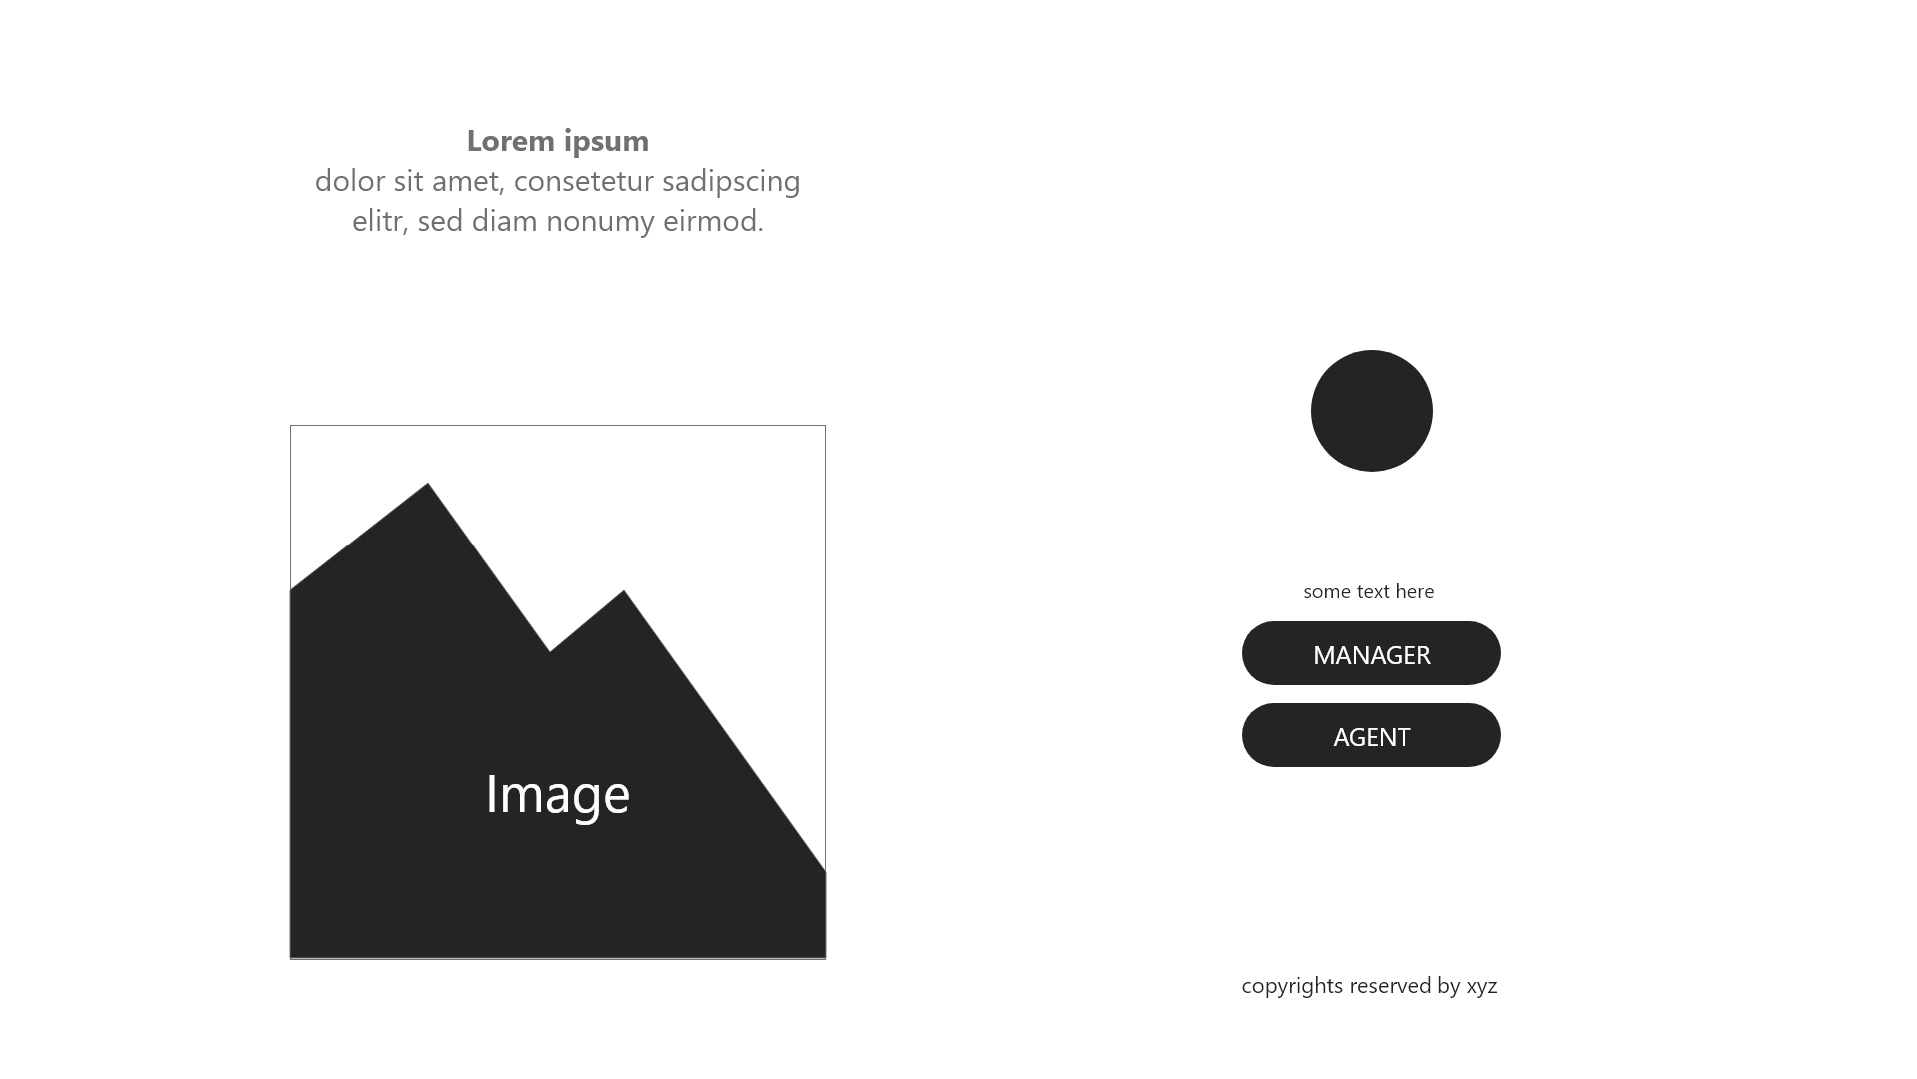 Lorem ipsum
dolor sit amet, consetetur sadipscing
elitr, sed diam nonumy eirmod.
Image
some text here
MANAGER
AGENT
copyrights reserved by xyz